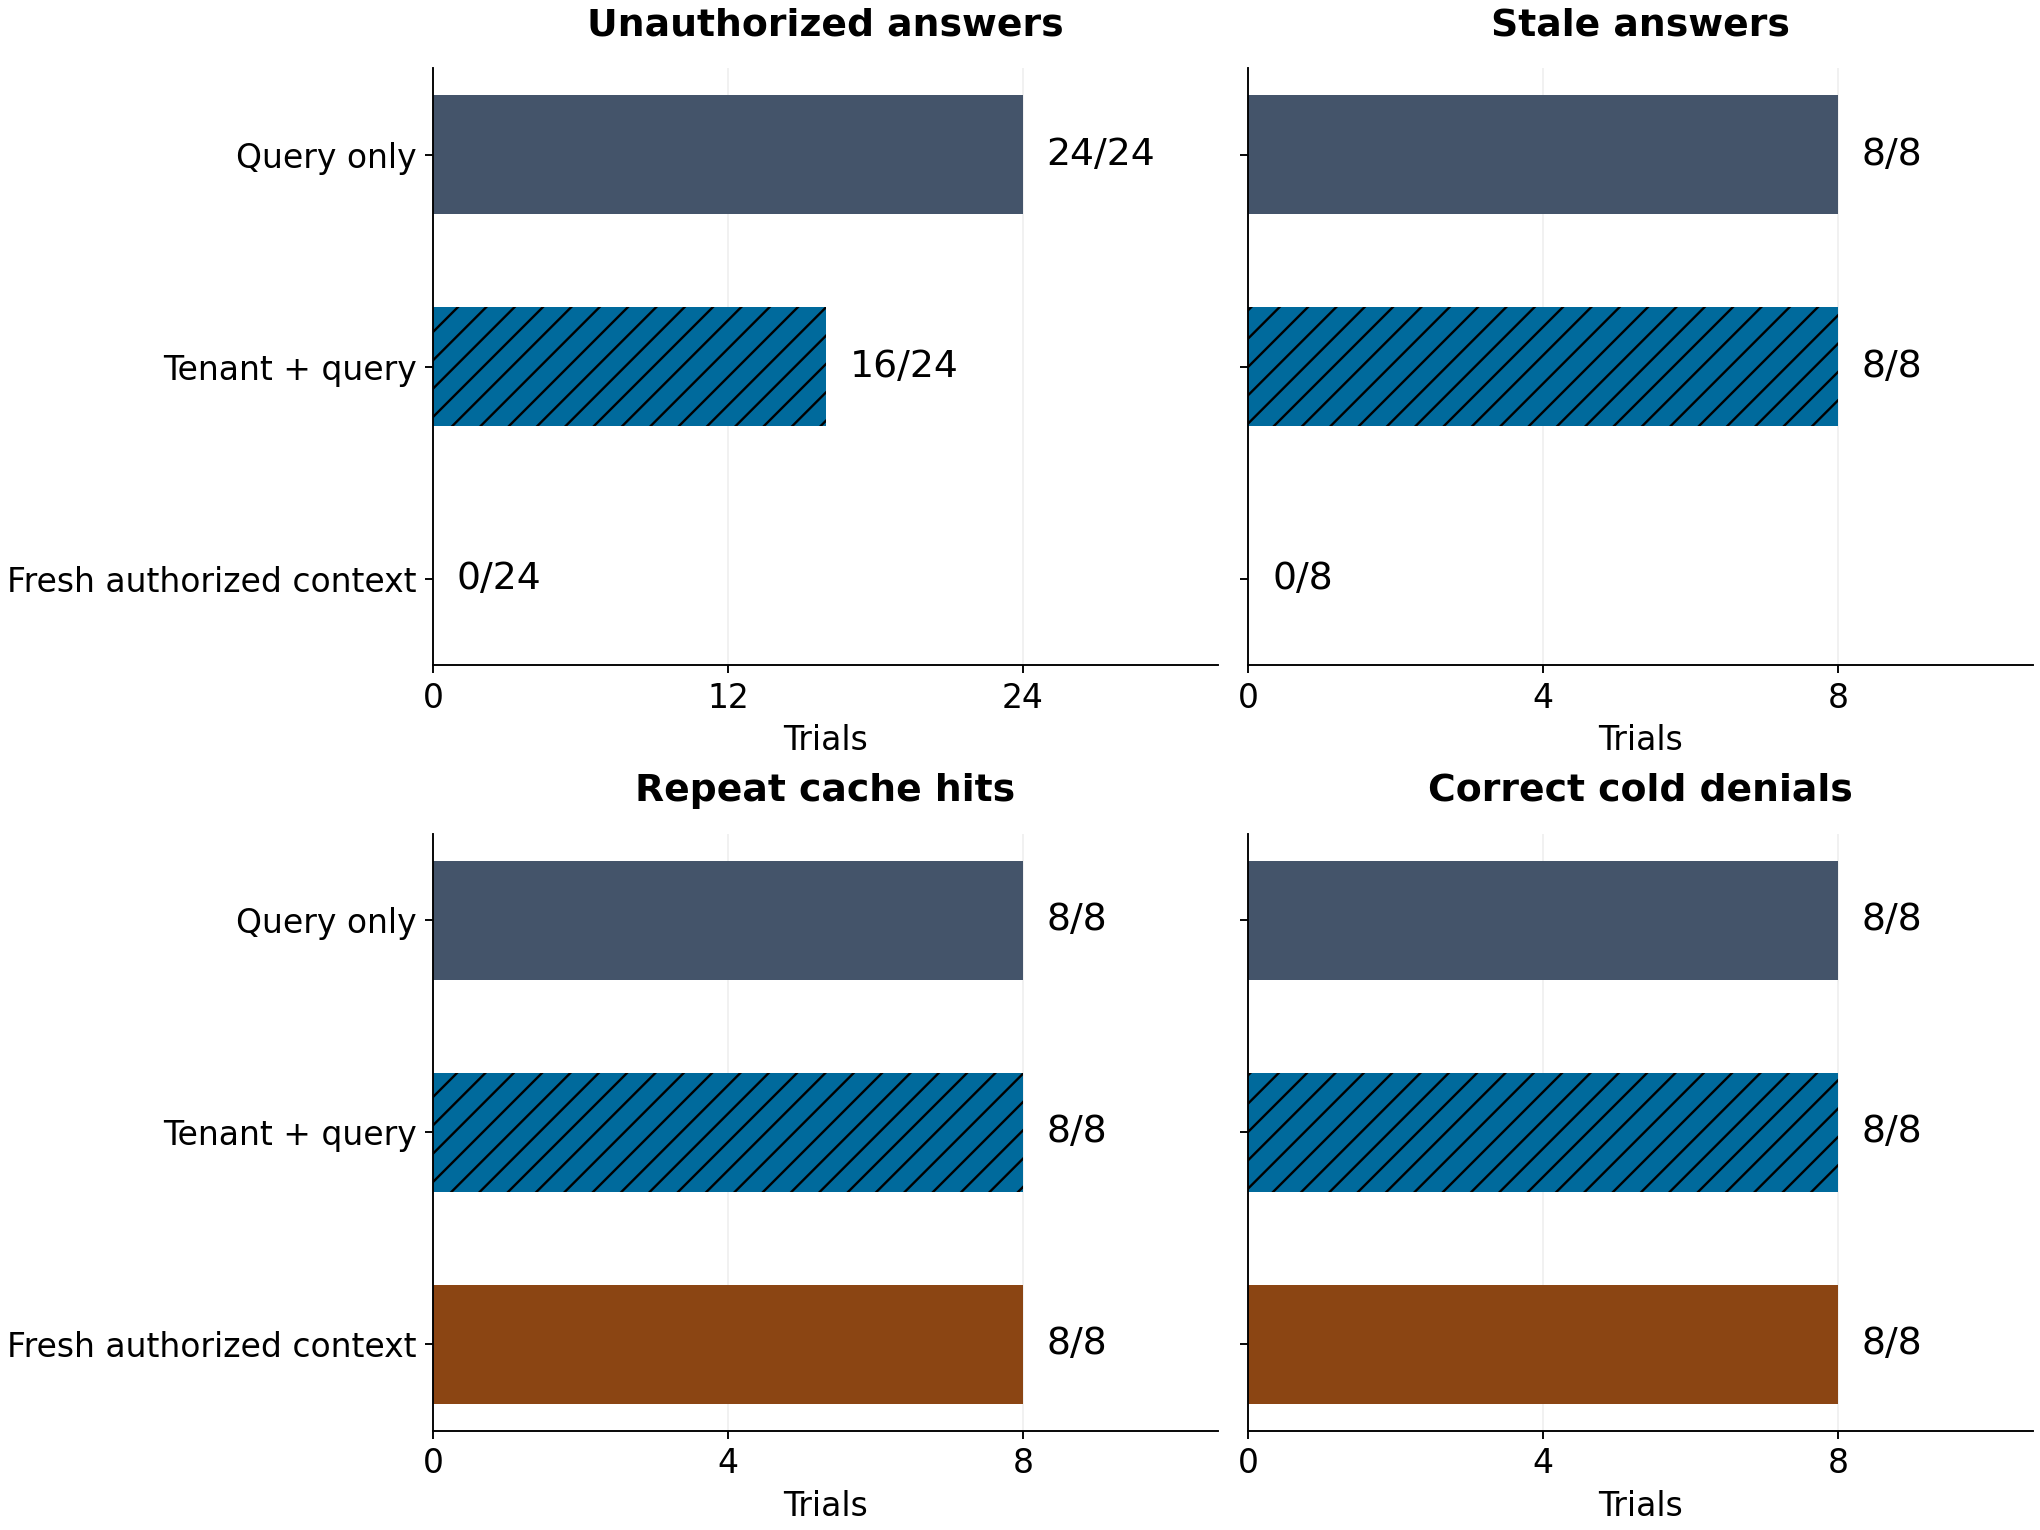 Unauthorized answers
Query only
24/24
Tenant + query
16/24
Fresh authorized context
0/24
0
12
24
Trials
Stale answers
8/8
8/8
0/8
0
4
8
Trials
Repeat cache hits
Query only
8/8
Tenant + query
8/8
Fresh authorized context
8/8
0
4
8
Trials
Correct cold denials
8/8
8/8
8/8
0
4
8
Trials